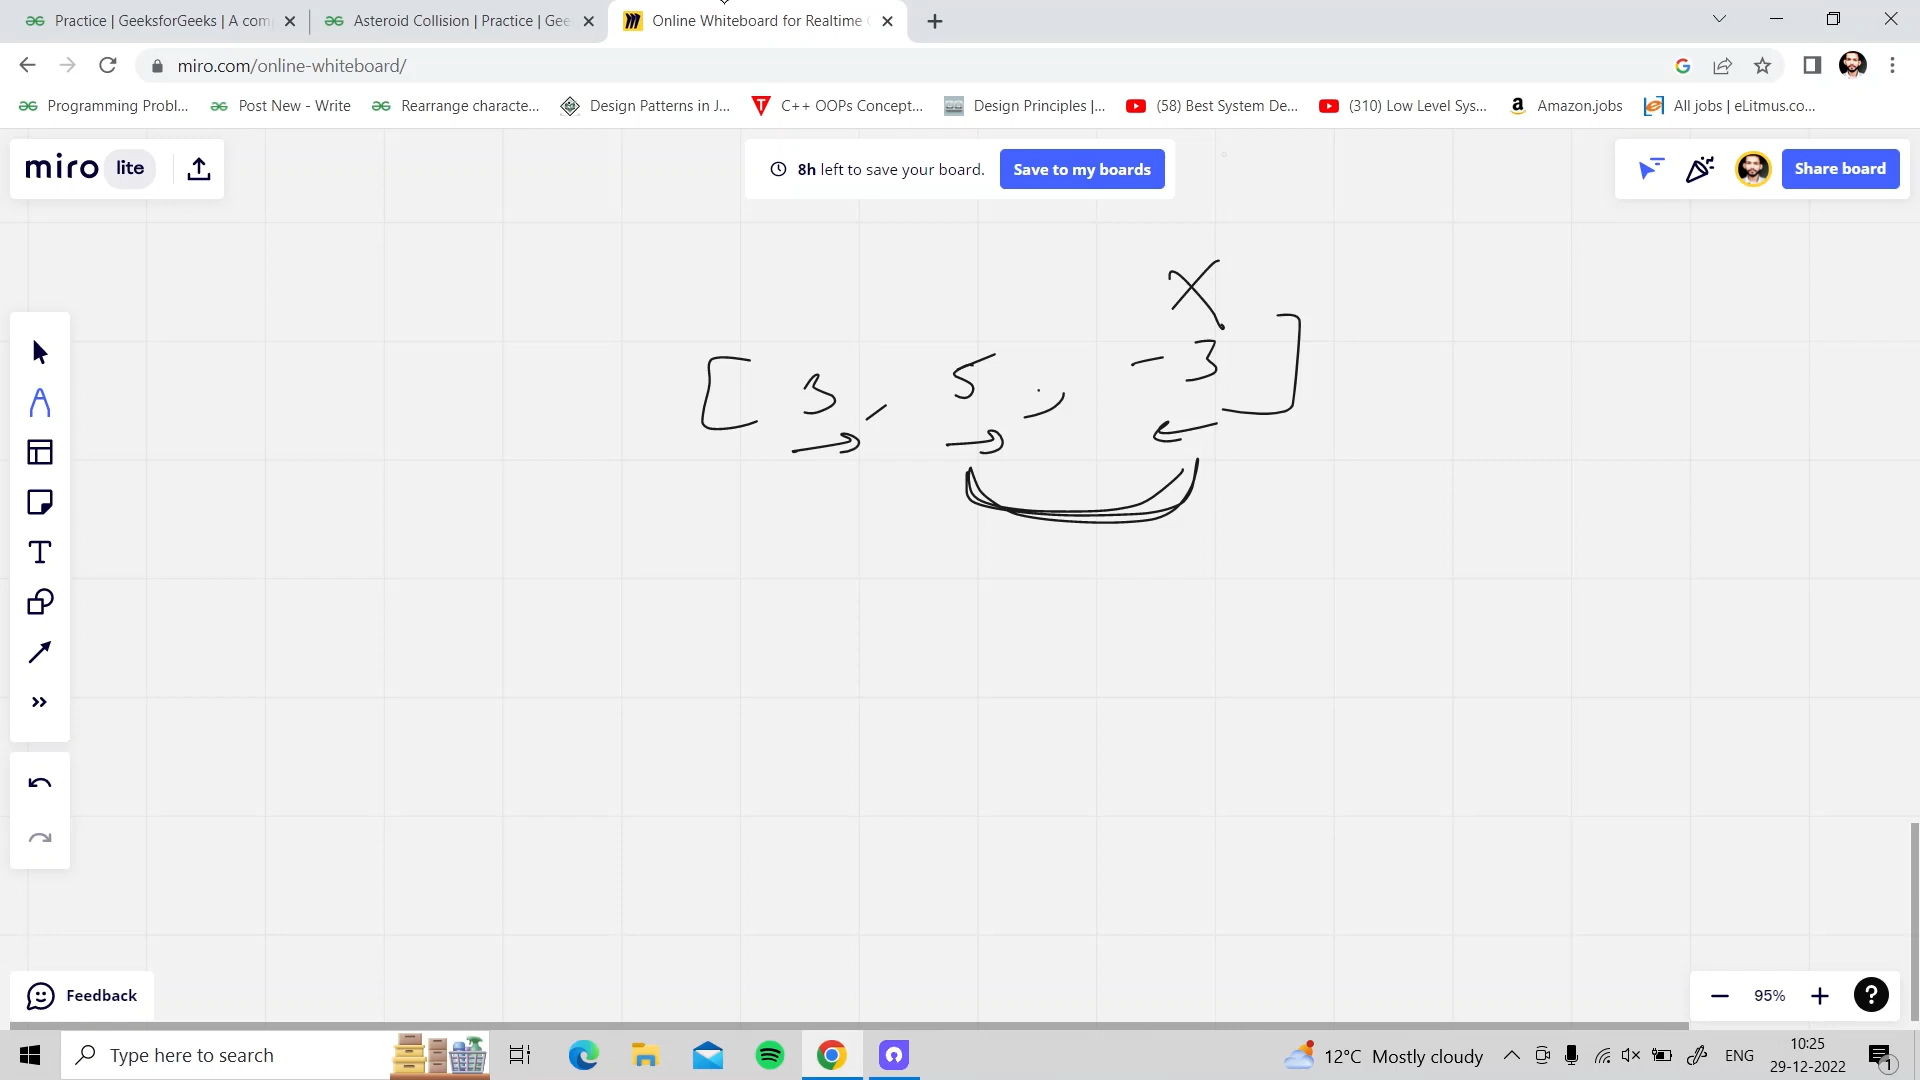 Practice | GeeksforGeeks | A com
Asteroid Collision | Practice | Gee
Online Whiteboard for Realtime C
miro.com/online-whiteboard/
Programming Probl...
Post New - Write
Rearrange characte...
Design Patterns in J...
C++ OOPs Concept...
Design Principles |...
(58) Best System De...
(310) Low Level Sys...
Amazon.jobs
All jobs | eLitmus.co...
miro lite
8h left to save your board.
Save to my boards
Share board
X
[ 3, 5, -3 ]
Feedback
95%
?
Type here to search
12°C Mostly cloudy
ENG
10:25
29-12-2022
1